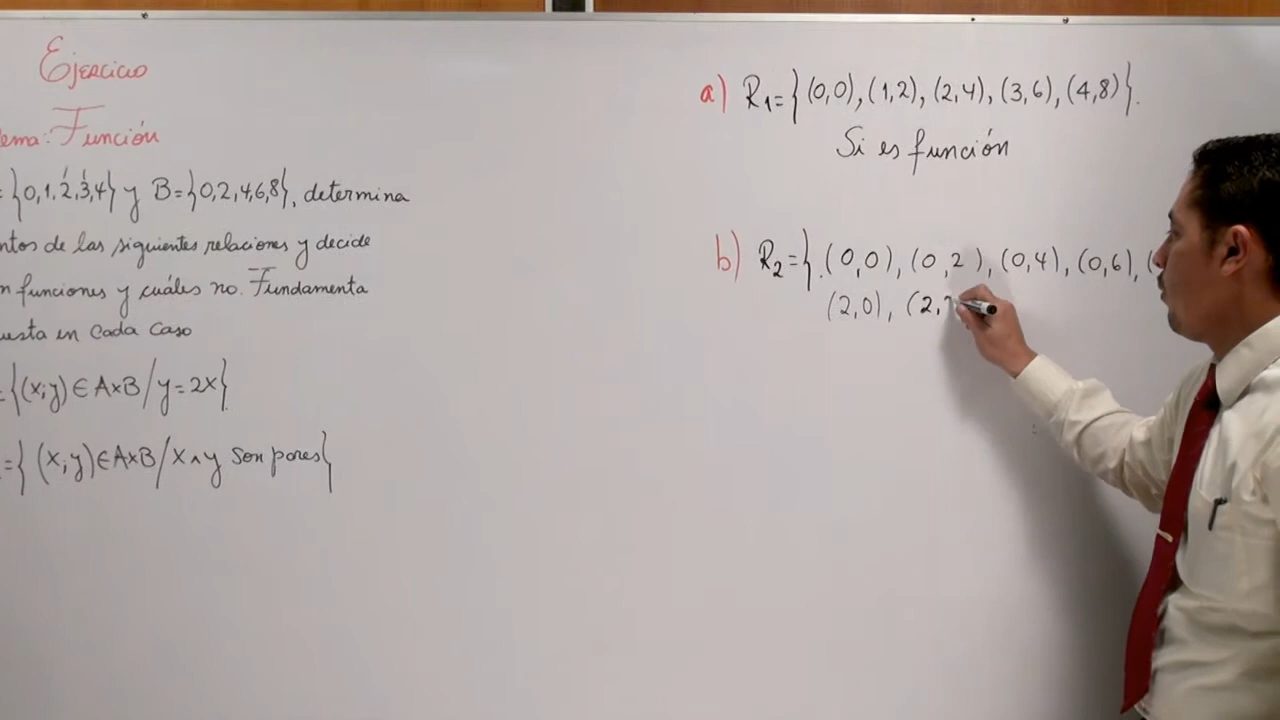 Ejercicio
ema: Función
= {0,1,2,3,4} y B={0,2,4,6,8}, determina
ntos de las siguientes relaciones y decide
n funciones y cuáles no. Fundamenta
uesta en cada caso
={(x;y) ∈ A×B / y=2x}
={(x;y) ∈ A×B / x ∧ y son pares}
a) R₁={(0,0), (1,2), (2,4), (3,6), (4,8)}.
Si es función
b) R₂={(0,0), (0,2), (0,4), (0,6), (
(2,0), (2,